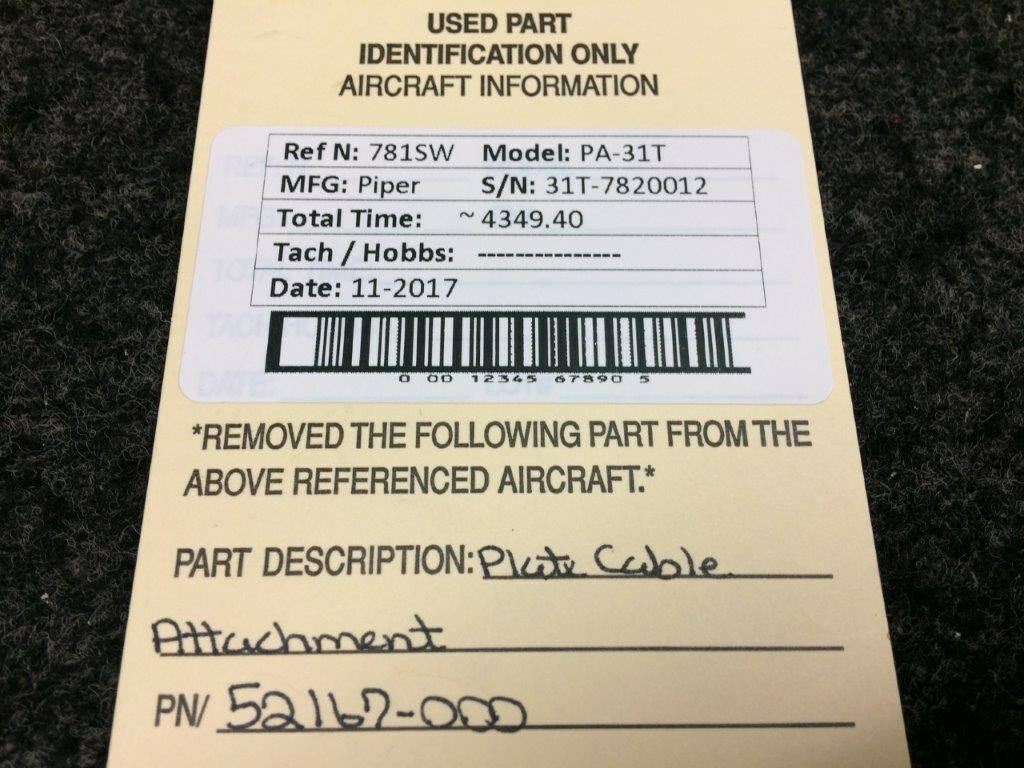 USED PART
IDENTIFICATION ONLY
AIRCRAFT INFORMATION
Ref N: 781SW Model: PA-31T
MFG: Piper S/N: 31T-7820012
Total Time: ~ 4349.40
Tach / Hobbs: ---------------
Date: 11-2017
0 00 12345 67890 5
*REMOVED THE FOLLOWING PART FROM THE
ABOVE REFERENCED AIRCRAFT.*
PART DESCRIPTION: Plate Cable
Attachment
PN/ 52167-000